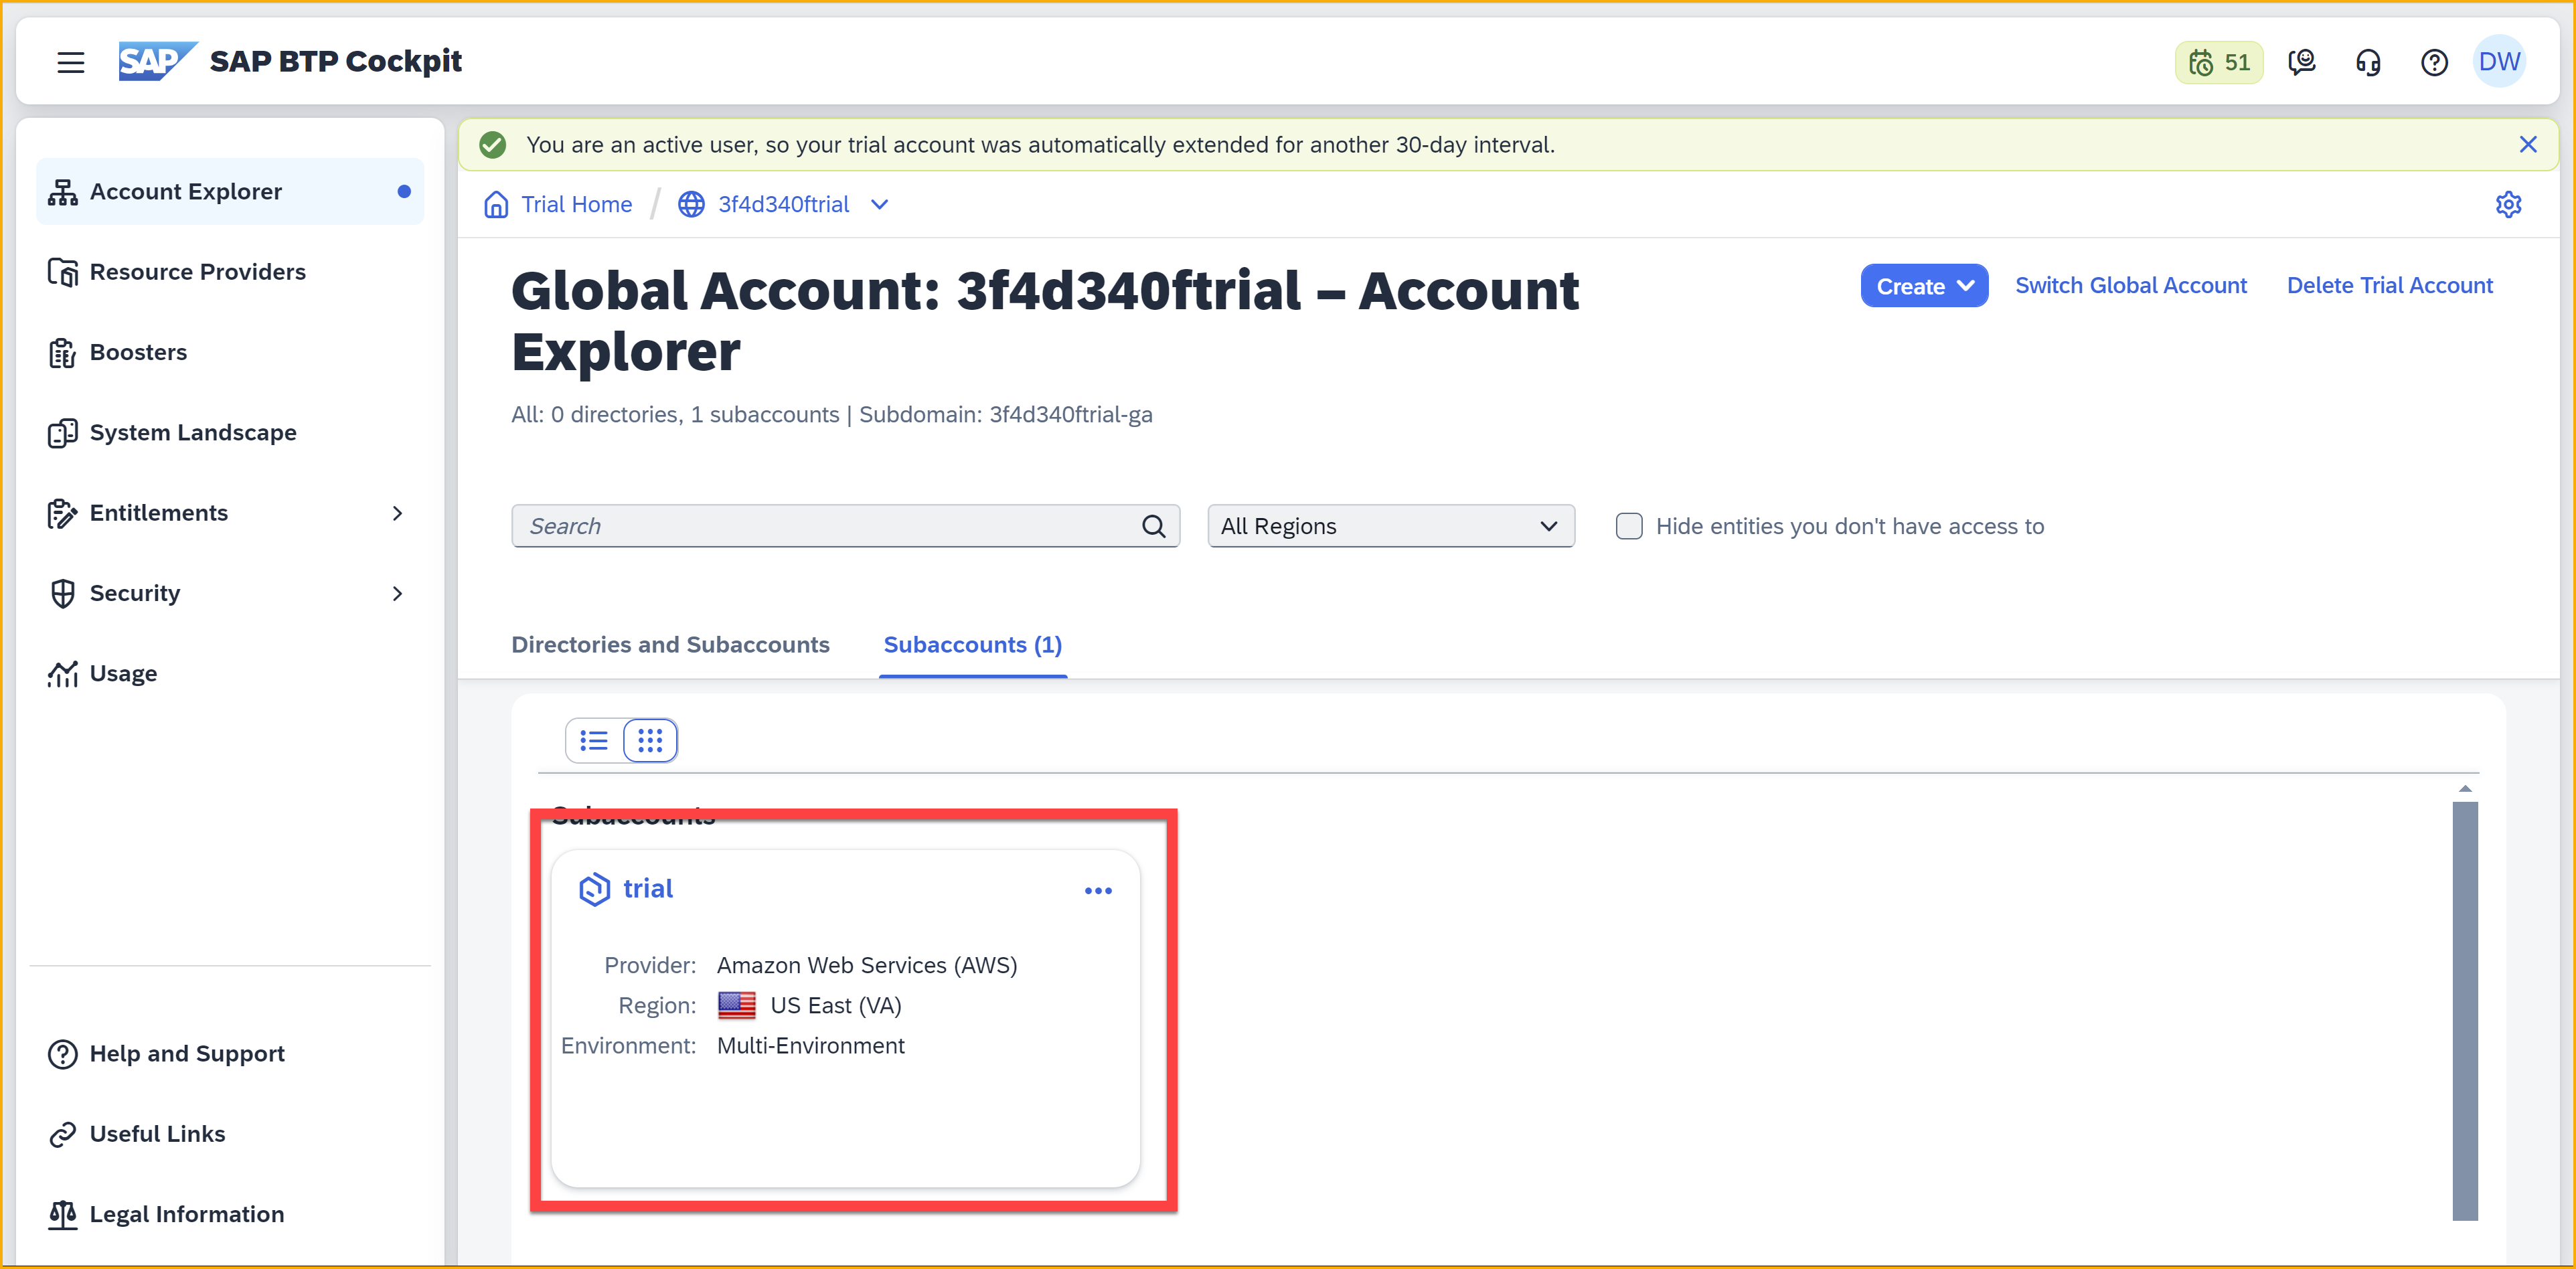 SAP SAP BTP Cockpit
51
DW
Account Explorer
Resource Providers
Boosters
System Landscape
Entitlements
Security
Usage
Help and Support
Useful Links
Legal Information
You are an active user, so your trial account was automatically extended for another 30-day interval.
Trial Home / 3f4d340ftrial
Global Account: 3f4d340ftrial – Account
Explorer
Create
Switch Global Account
Delete Trial Account
All: 0 directories, 1 subaccounts | Subdomain: 3f4d340ftrial-ga
Search
All Regions
Hide entities you don't have access to
Directories and Subaccounts
Subaccounts (1)
Subaccounts
trial
Provider: Amazon Web Services (AWS)
Region: US East (VA)
Environment: Multi-Environment